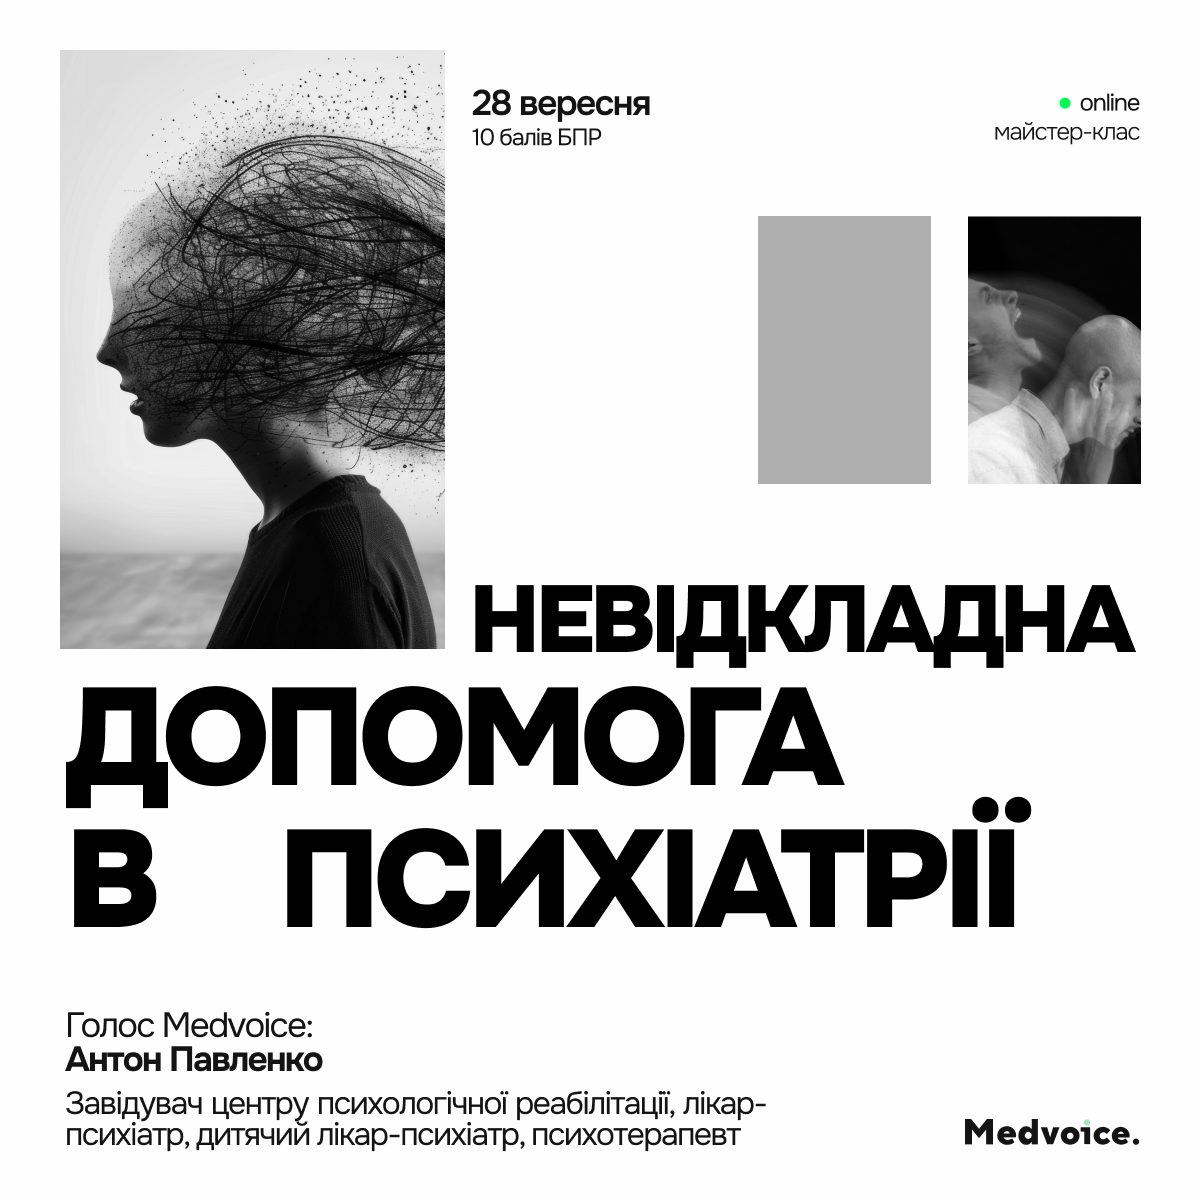 28 вересня
10 балів БПР
online
майстер-клас
НЕВІДКЛАДНА
ДОПОМОГА
В ПСИХІАТРІЇ
Голос Medvoice:
Антон Павленко
Завідувач центру психологічної реабілітації, лікар-
психіатр, дитячий лікар-психіатр, психотерапевт
Medvoice.